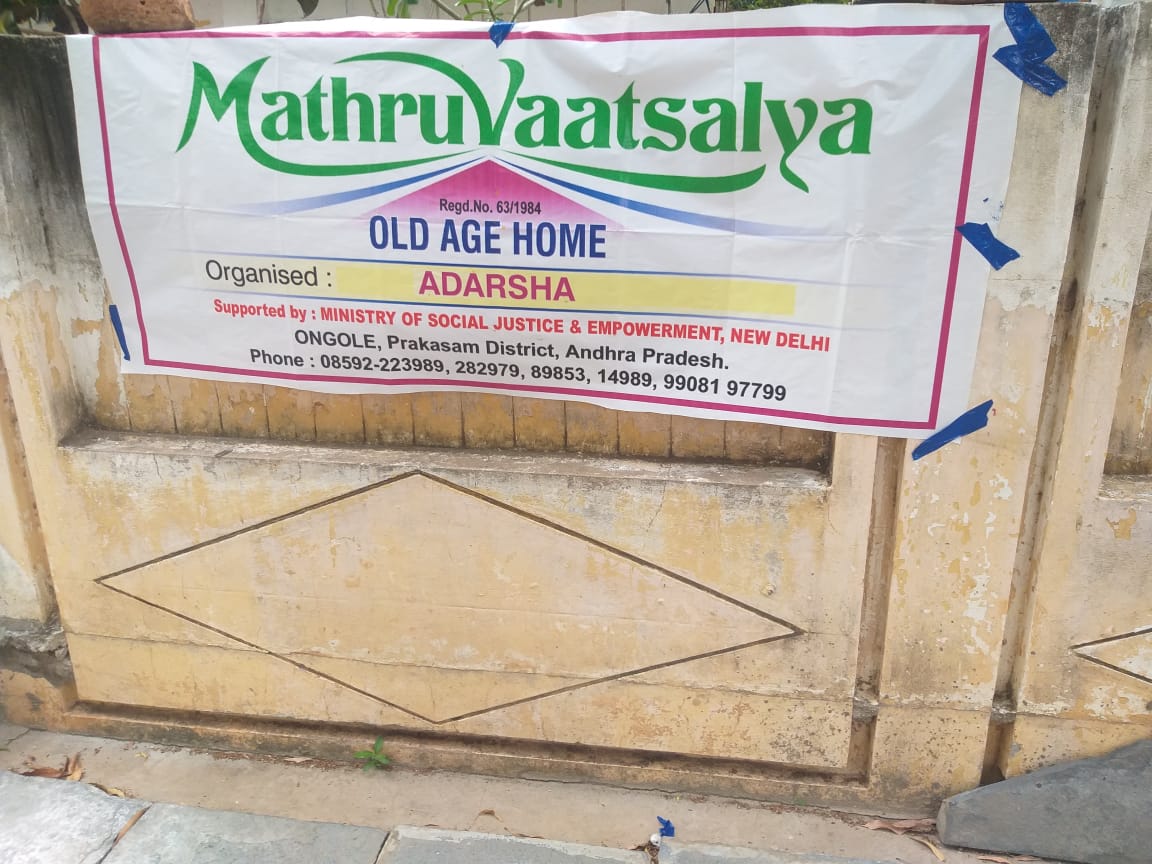 MathruVaatsalya
Regd.No. 63/1984
OLD AGE HOME
Organised : ADARSHA
Supported by : MINISTRY OF SOCIAL JUSTICE & EMPOWERMENT, NEW DELHI
ONGOLE, Prakasam District, Andhra Pradesh.
Phone : 08592-223989, 282979, 89853, 14989, 99081 97799